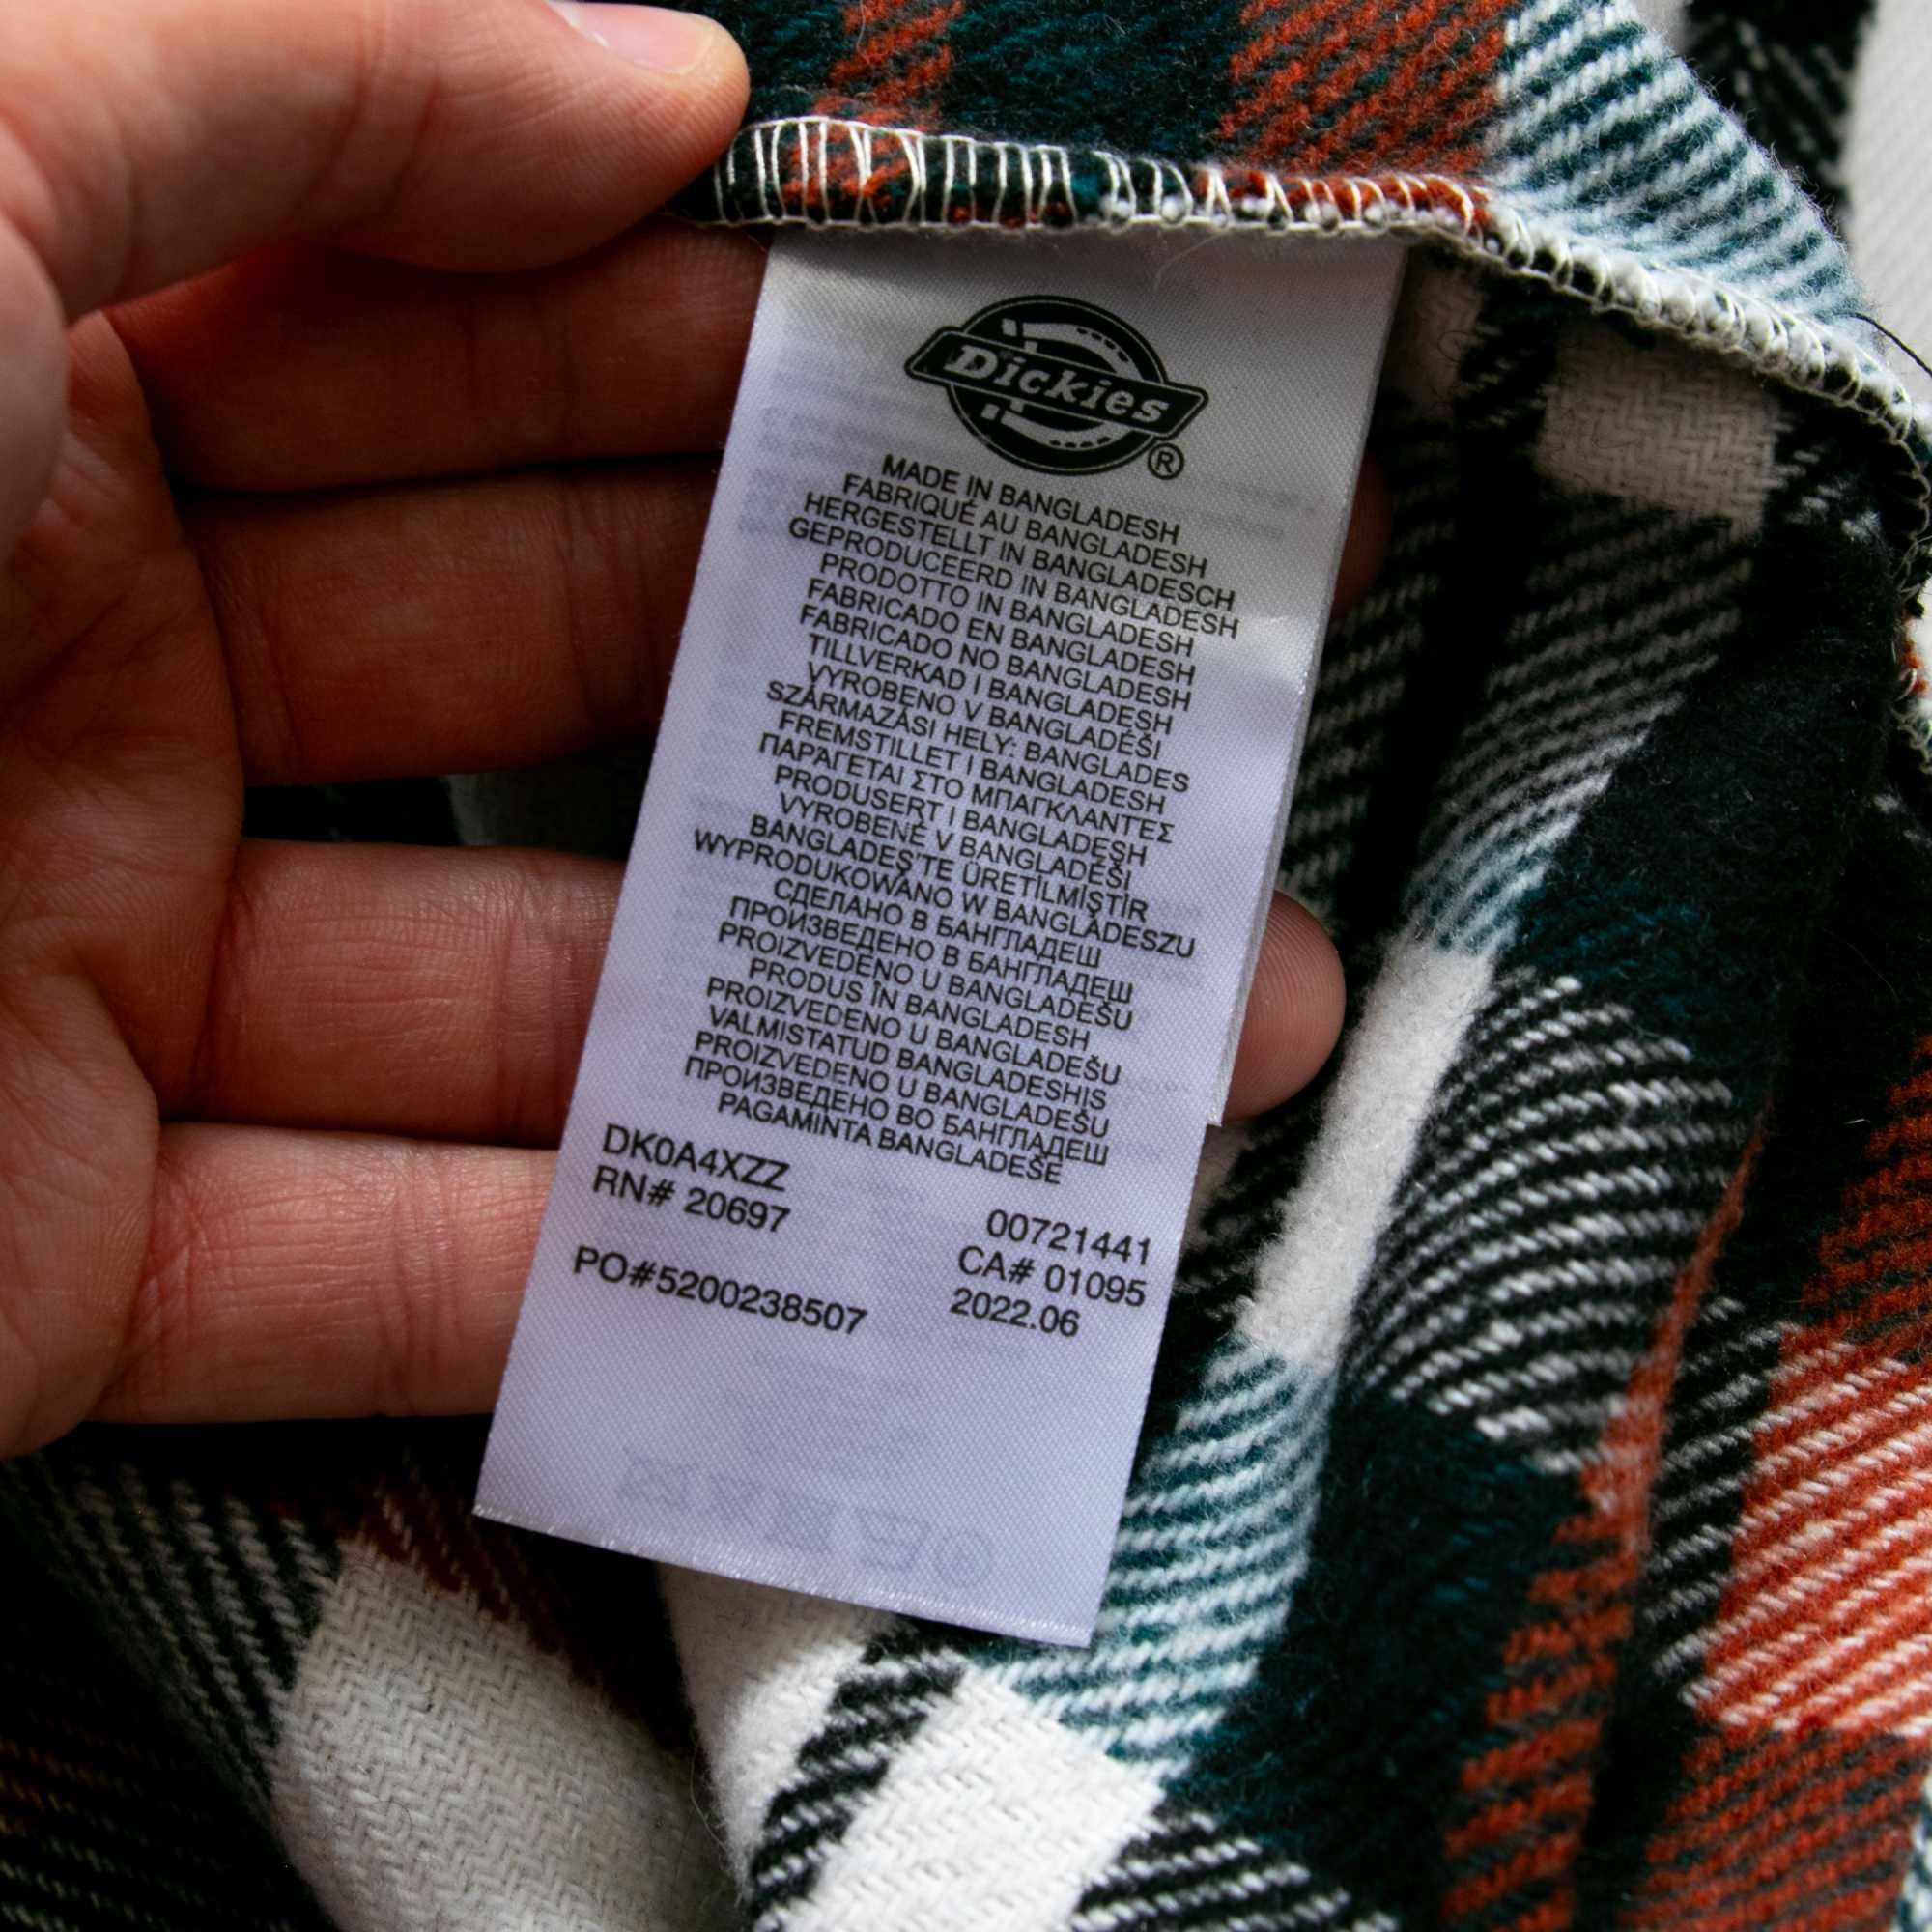 Dickies
®
MADE IN BANGLADESH
FABRIQUÉ AU BANGLADESH
HERGESTELLT IN BANGLADESCH
GEPRODUCEERD IN BANGLADESH
PRODOTTO IN BANGLADESH
FABRICADO EN BANGLADESH
FABRICADO NO BANGLADESH
TILLVERKAD I BANGLADESH
VYROBENO V BANGLADÉŠI
SZÁRMAZÁSI HELY: BANGLADES
FREMSTILLET I BANGLADESH
ΠΑΡΆΓΕΤΑΙ ΣΤΟ ΜΠΑΓΚΛΑΝΤΕΣ
PRODUSERT I BANGLADESH
VYROBENÉ V BANGLADÉŠI
BANGLADEŞ'TE ÜRETİLMİŞTİR
WYPRODUKOWANO W BANGLADESZU
СДЕЛАНО В БАНГЛАДЕШ
ПРОИЗВЕДЕНО В БАНГЛАДЕШ
PROIZVEDENO U BANGLADEŠU
PRODUS ÎN BANGLADESH
PROIZVEDENO U BANGLADEŠU
VALMISTATUD BANGLADESHIS
PROIZVEDENO U BANGLADEŠU
ПРОИЗВЕДЕНО ВО БАНГЛАДЕШ
PAGAMINTA BANGLADEŠE
DK0A4XZZ 00721441
RN# 20697 CA# 01095
PO#5200238507 2022.06